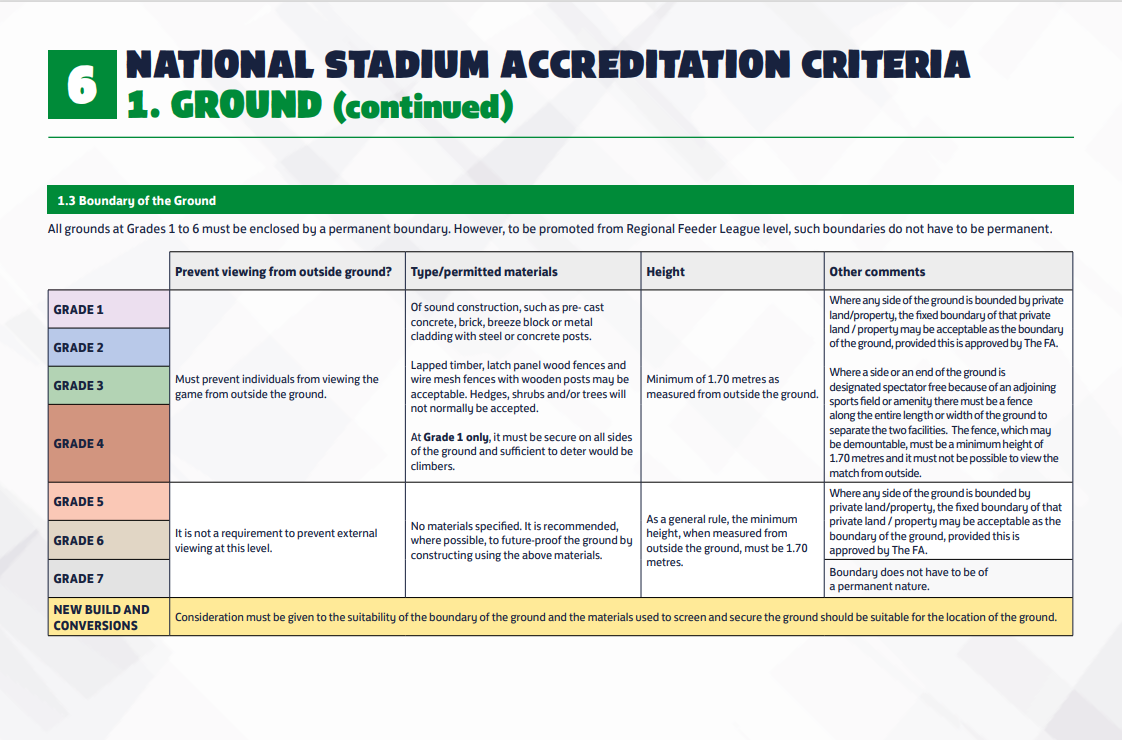 6
NATIONAL STADIUM ACCREDITATION CRITERIA
1. GROUND (continued)
1.3 Boundary of the Ground
All grounds at Grades 1 to 6 must be enclosed by a permanent boundary. However, to be promoted from Regional Feeder League level, such boundaries do not have to be permanent.
Prevent viewing from outside ground?
Type/permitted materials
Height
Other comments
GRADE 1
GRADE 2
GRADE 3
GRADE 4
Must prevent individuals from viewing the
game from outside the ground.
Of sound construction, such as pre- cast
concrete, brick, breeze block or metal
cladding with steel or concrete posts.
Lapped timber, latch panel wood fences and
wire mesh fences with wooden posts may be
acceptable. Hedges, shrubs and/or trees will
not normally be accepted.
At Grade 1 only, it must be secure on all sides
of the ground and sufficient to deter would be
climbers.
Minimum of 1.70 metres as
measured from outside the ground.
Where any side of the ground is bounded by private
land/property, the fixed boundary of that private
land / property may be acceptable as the boundary
of the ground, provided this is approved by The FA.
Where a side or an end of the ground is
designated spectator free because of an adjoining
sports field or amenity there must be a fence
along the entire length or width of the ground to
separate the two facilities. The fence, which may
be demountable, must be a minimum height of
1.70 metres and it must not be possible to view the
match from outside.
GRADE 5
GRADE 6
GRADE 7
It is not a requirement to prevent external
viewing at this level.
No materials specified. It is recommended,
where possible, to future-proof the ground by
constructing using the above materials.
As a general rule, the minimum
height, when measured from
outside the ground, must be 1.70
metres.
Where any side of the ground is bounded by
private land/property, the fixed boundary of that
private land / property may be acceptable as the
boundary of the ground, provided this is
approved by The FA.
Boundary does not have to be of
a permanent nature.
NEW BUILD AND
CONVERSIONS
Consideration must be given to the suitability of the boundary of the ground and the materials used to screen and secure the ground should be suitable for the location of the ground.